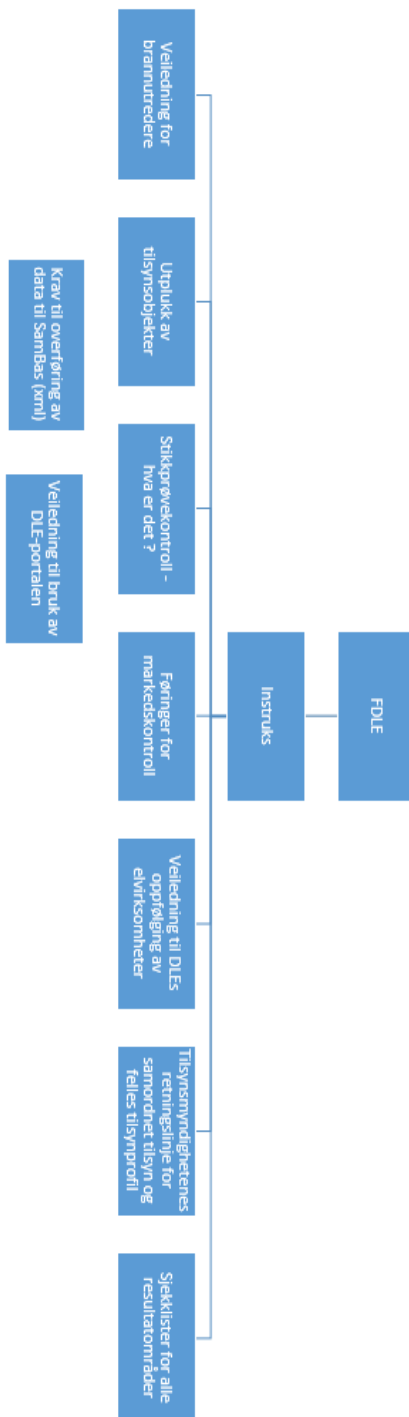 FDLE
Instruks
Veiledning for
brannutredere
Utplukk av
tilsynsobjekter
Stikkprøvekontroll –
hva er det ?
Føringer for
markedskontroll
Veiledning til DLEs
oppfølging av
elvirksomheter
Tilsynsmyndighetenes
retningslinje for
samordnet tilsyn og
felles tilsynprofil
Sjekklister for alle
resultatområder
Krav til overføring av
data til SamBas (xml)
Veiledning til bruk av
DLE-portalen